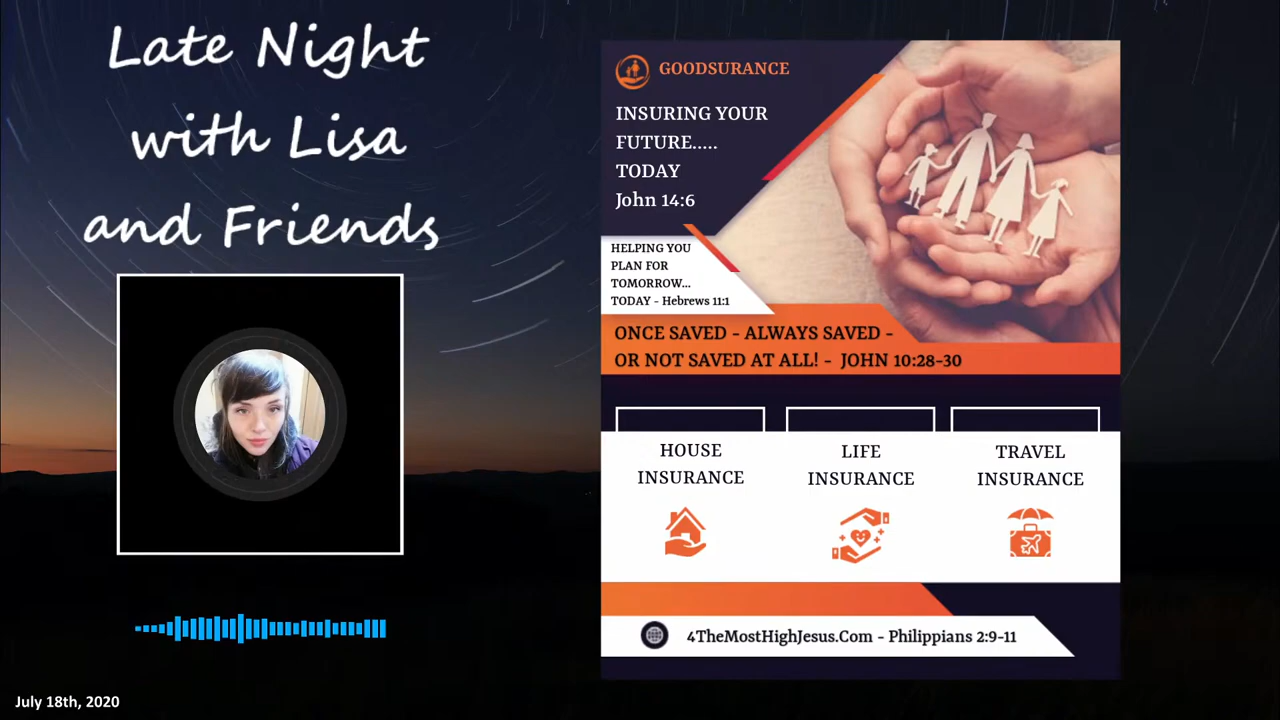 Late Night
with Lisa
and Friends
July 18th, 2020
GOODSURANCE
INSURING YOUR
FUTURE.....
TODAY
John 14:6
HELPING YOU
PLAN FOR
TOMORROW...
TODAY - Hebrews 11:1
ONCE SAVED - ALWAYS SAVED -
OR NOT SAVED AT ALL! - JOHN 10:28-30
HOUSE
INSURANCE
LIFE
INSURANCE
TRAVEL
INSURANCE
4TheMostHighJesus.Com - Philippians 2:9-11